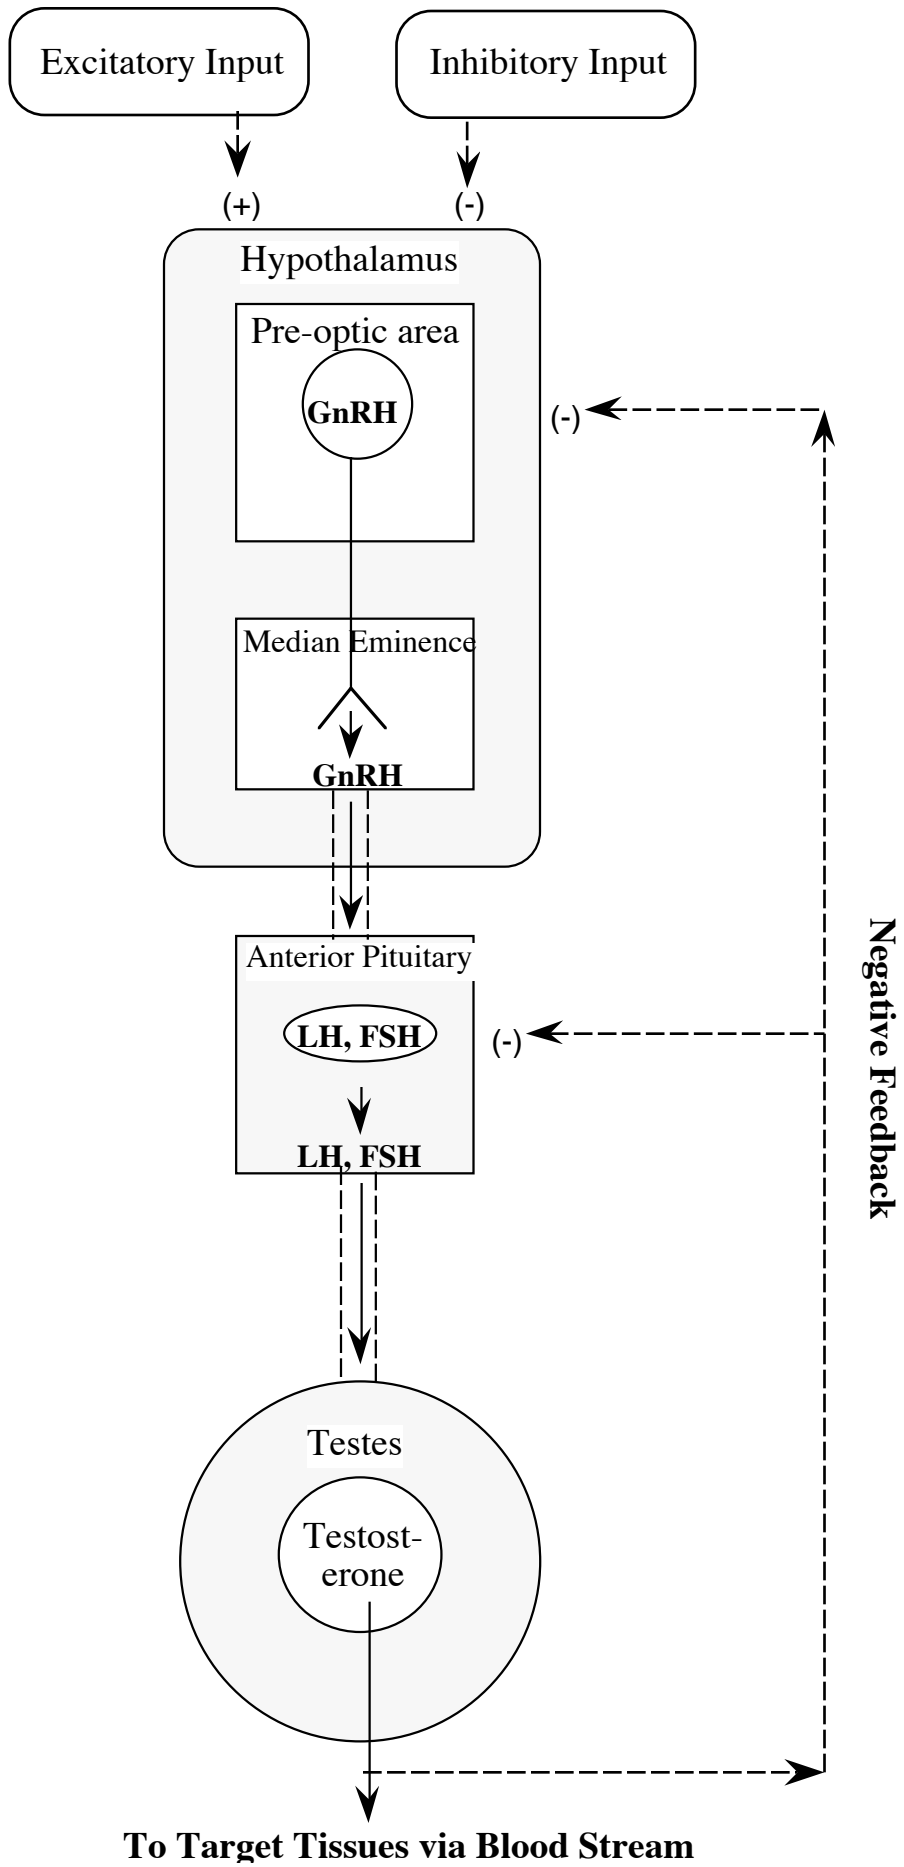 Excitatory Input
Inhibitory Input
(+)
(-)
Hypothalamus
Pre-optic area
GnRH
(-)
Median Eminence
GnRH
Anterior Pituitary
LH, FSH
(-)
LH, FSH
Negative Feedback
Testes
Testost-
erone
To Target Tissues via Blood Stream